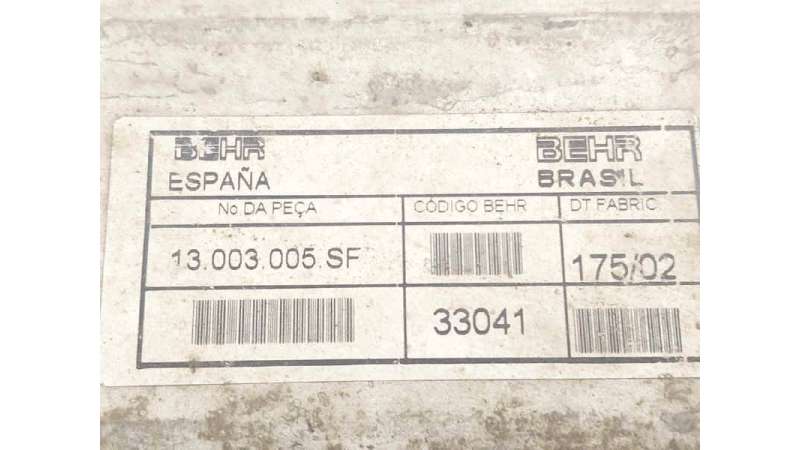 BEHR BEHR
ESPAÑA BRASIL
No DA PEÇA CÓDIGO BEHR DT FABRIC
13.003.005.SF 175/02
33041